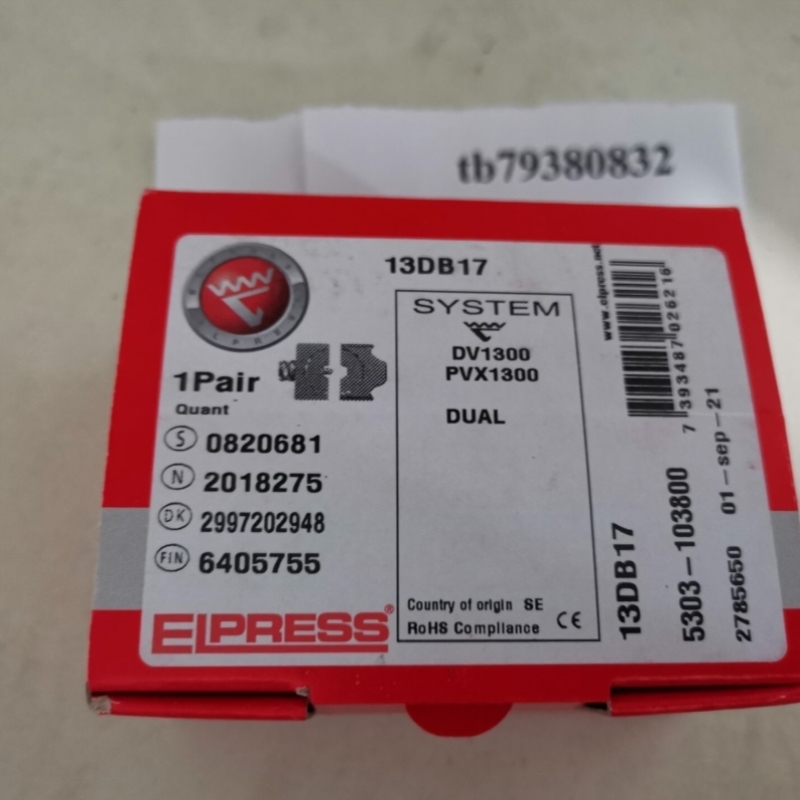 tb79380832
13DB17
SYSTEM
DV1300
PVX1300
DUAL
1Pair
Quant
S 0820681
N 2018275
DK 2997202948
FIN 6405755
ELPRESS®
Country of origin SE
RoHS Compliance CE
www.elpress.net
7 393487 026216
13DB17
5303-103800
2785650 01-sep-21